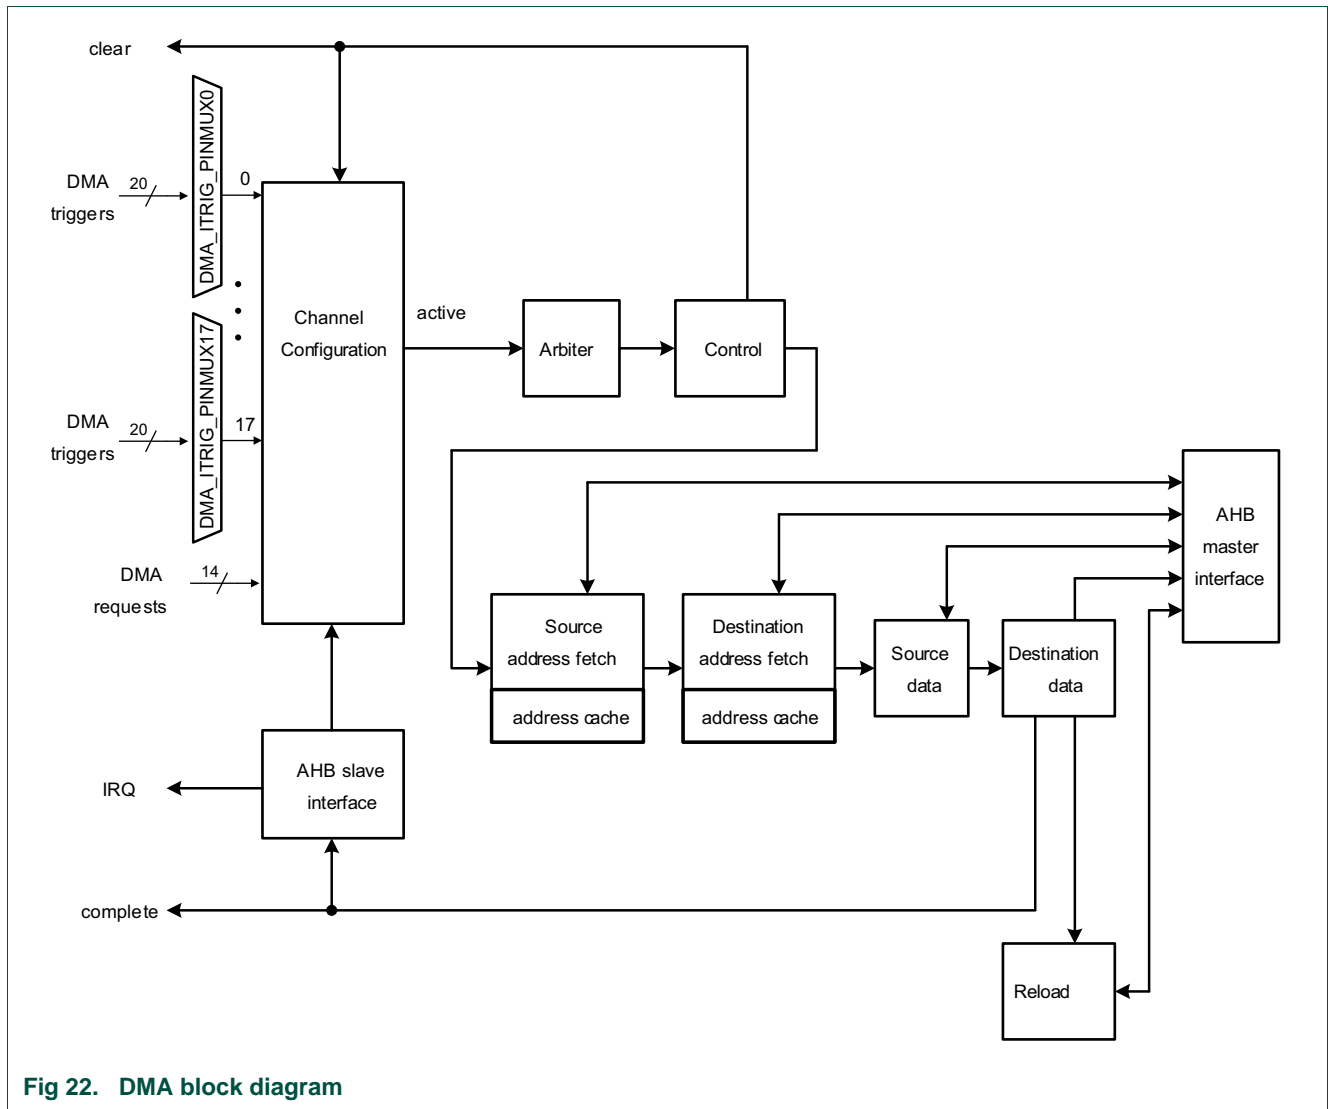 clear
DMA_ITRIG_PINMUX0
DMA
triggers
20
0
Channel
Configuration
active
Arbiter
Control
DMA_ITRIG_PINMUX17
DMA
triggers
20
17
DMA
requests
14
AHB
master
interface
Source
address fetch
address cache
Destination
address fetch
address cache
Source
data
Destination
data
AHB slave
interface
IRQ
complete
Reload
Fig 22. DMA block diagram